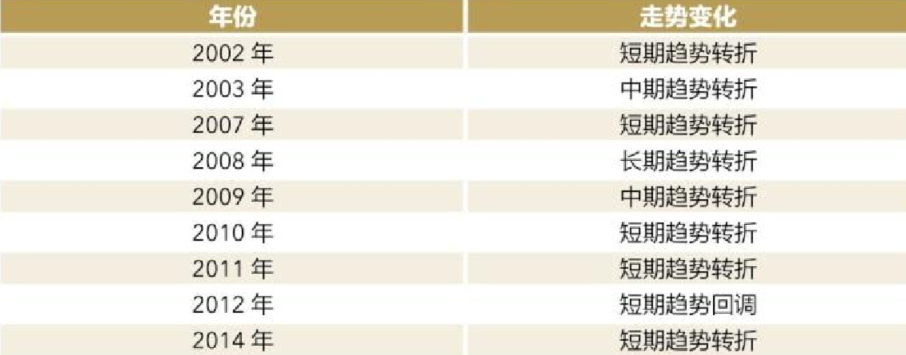 年份 走势变化
2002 年 短期趋势转折
2003 年 中期趋势转折
2007 年 短期趋势转折
2008 年 长期趋势转折
2009 年 中期趋势转折
2010 年 短期趋势转折
2011 年 短期趋势转折
2012 年 短期趋势回调
2014 年 短期趋势转折